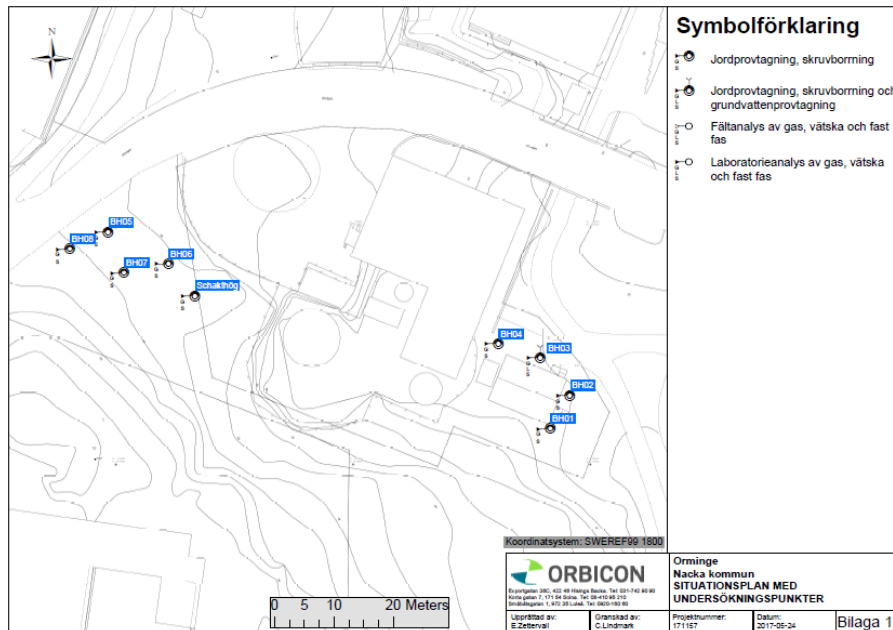 N
Symbolförklaring
Jordprovtagning, skruvborrning
Jordprovtagning, skruvborrning och
grundvattenprovtagning
Fältanalys av gas, vätska och fast
fas
Laboratorieanalys av gas, vätska
och fast fas
BH05
BH08
BH06
BH07
Schakthög
BH04
BH03
BH02
BH01
Koordinatsystem: SWEREF99 1800
0 5 10 20 Meters
ORBICON
Orminge
Nacka kommun
SITUATIONSPLAN MED
UNDERSÖKNINGSPUNKTER
Upprättad av:
E.Zettervall
Granskad av:
C.Lindmark
Projektnummer:
171157
Datum:
2017-05-24
Bilaga 1